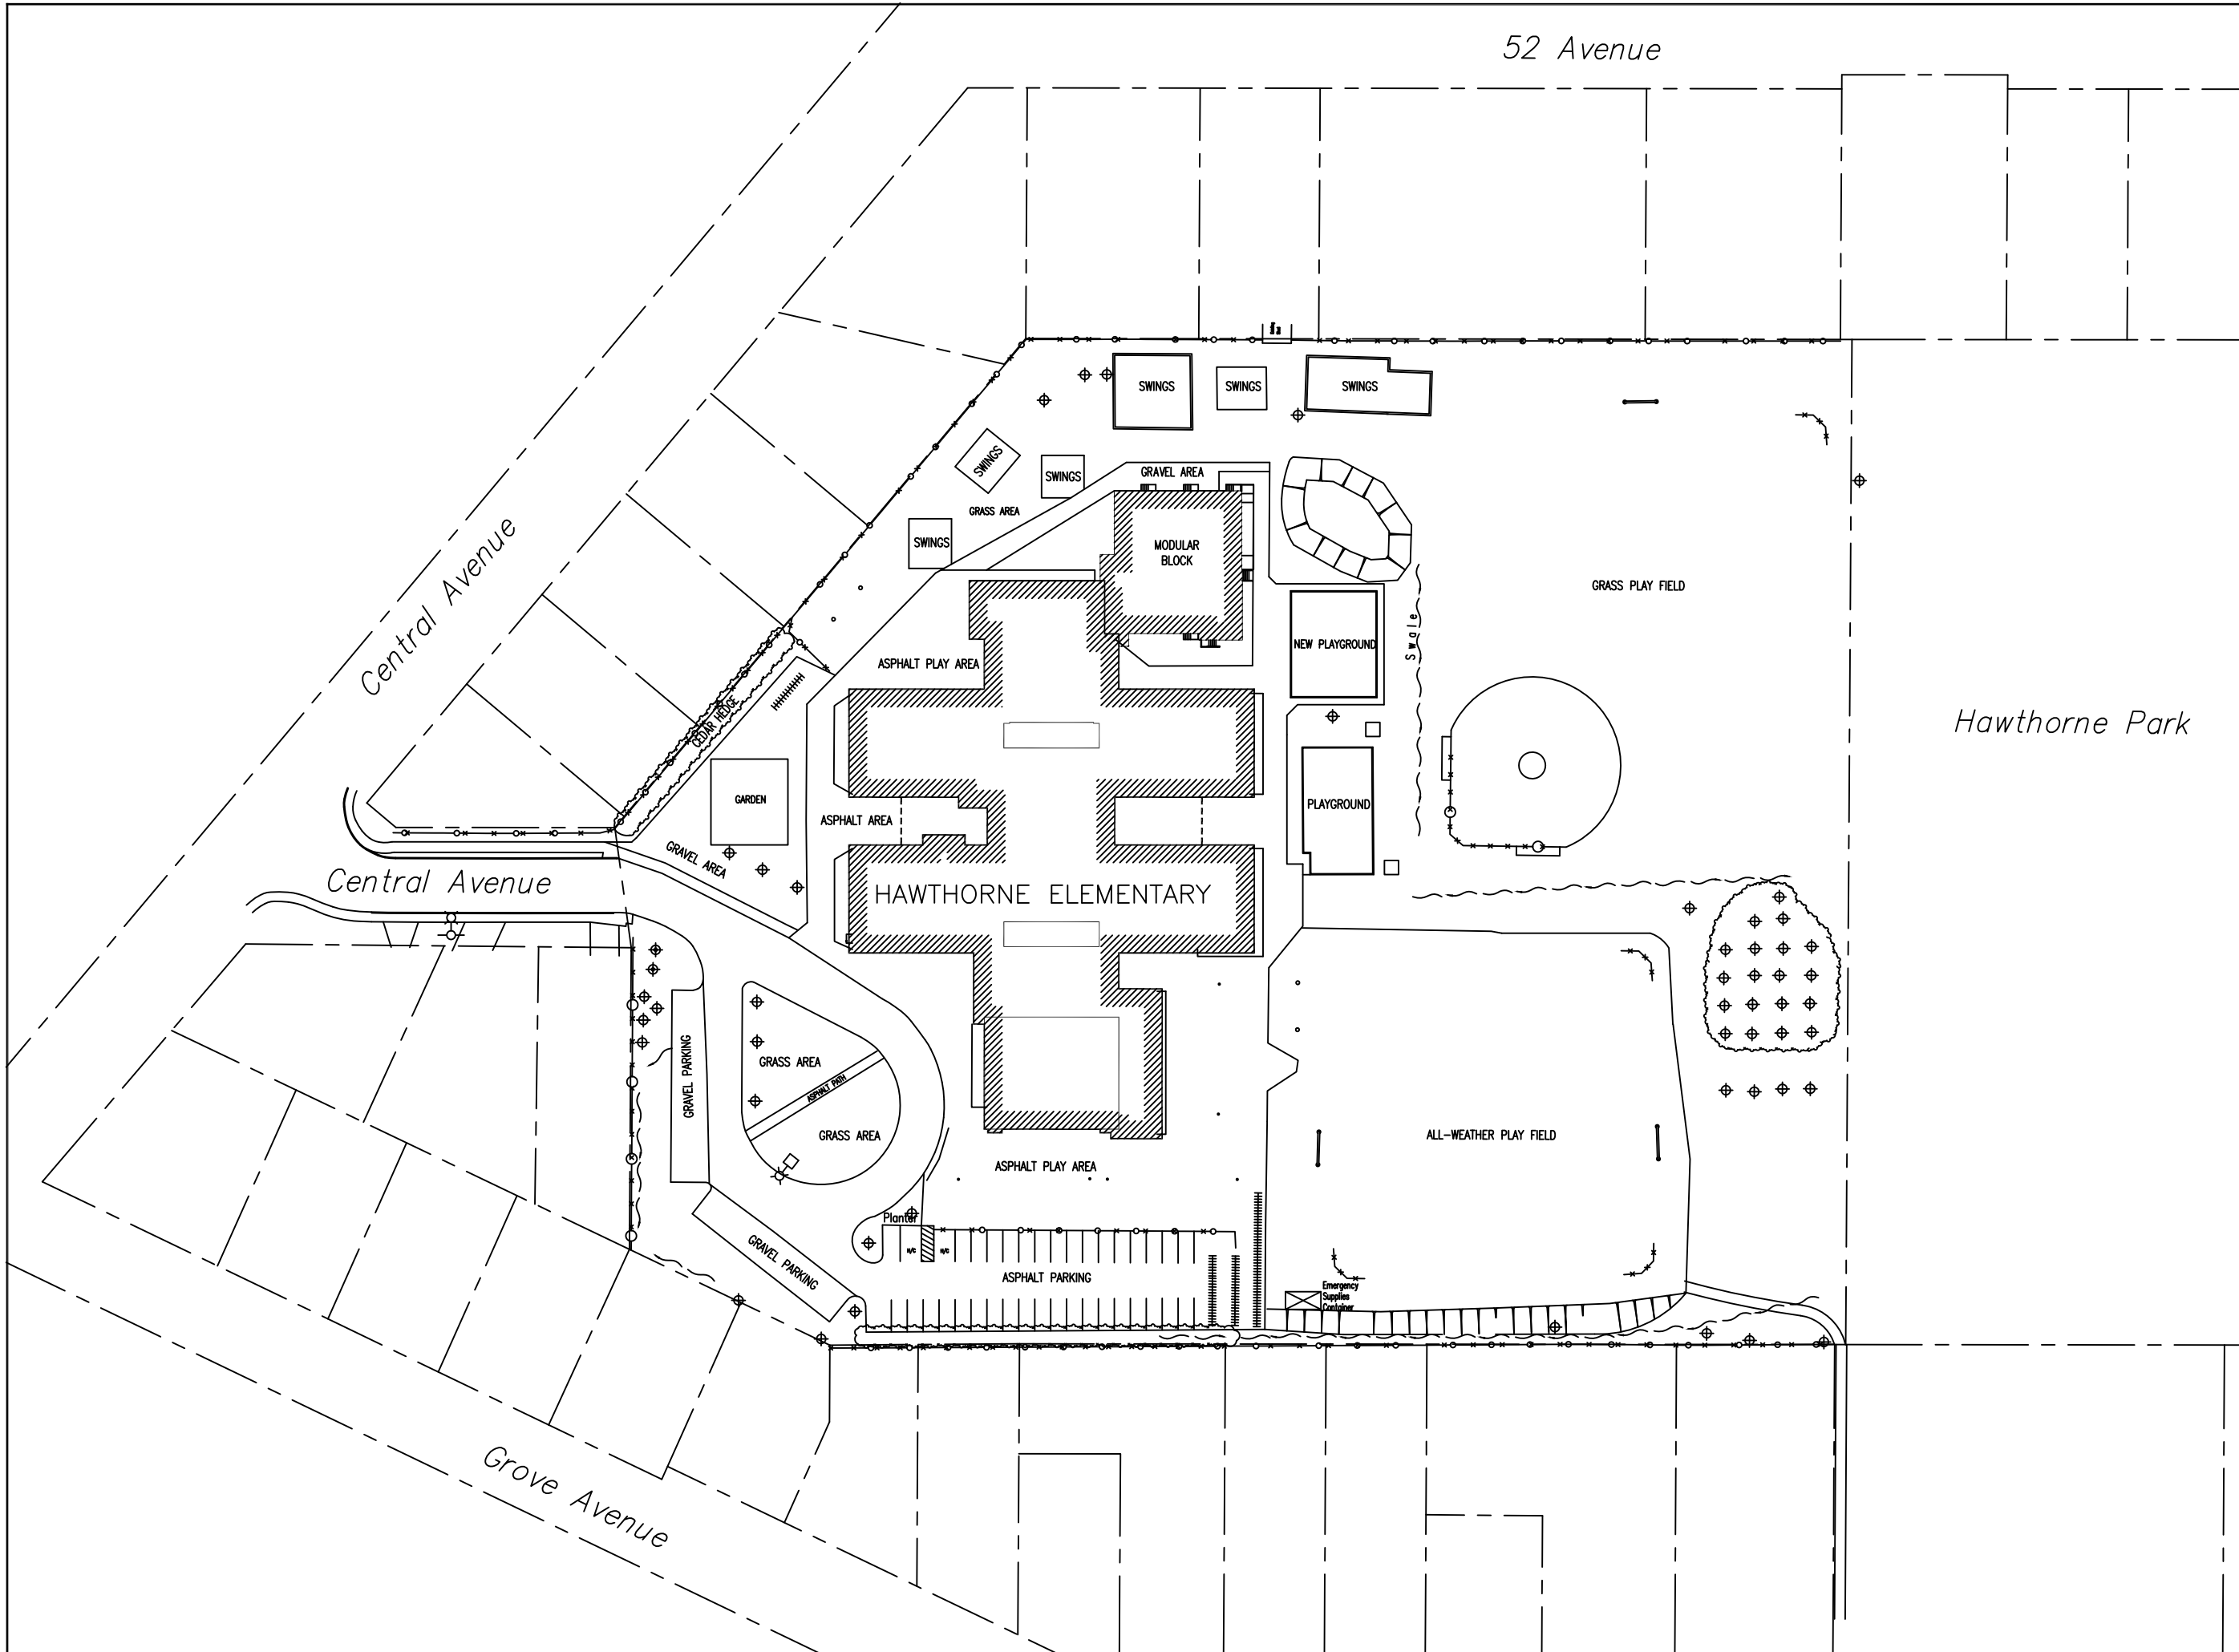 52 Avenue
SWINGS
SWINGS
SWINGS
SWINGS
SWINGS
GRAVEL AREA
GRASS AREA
SWINGS
MODULAR
BLOCK
GRASS PLAY FIELD
Central Avenue
Swale
NEW PLAYGROUND
ASPHALT PLAY AREA
CEDAR HEDGE
Hawthorne Park
GARDEN
PLAYGROUND
ASPHALT AREA
GRAVEL AREA
Central Avenue
HAWTHORNE ELEMENTARY
GRAVEL PARKING
GRASS AREA
ASPHALT PATH
GRASS AREA
ALL-WEATHER PLAY FIELD
ASPHALT PLAY AREA
Planter
H/C
H/C
GRAVEL PARKING
ASPHALT PARKING
Emergency
Supplies
Container
Grove Avenue